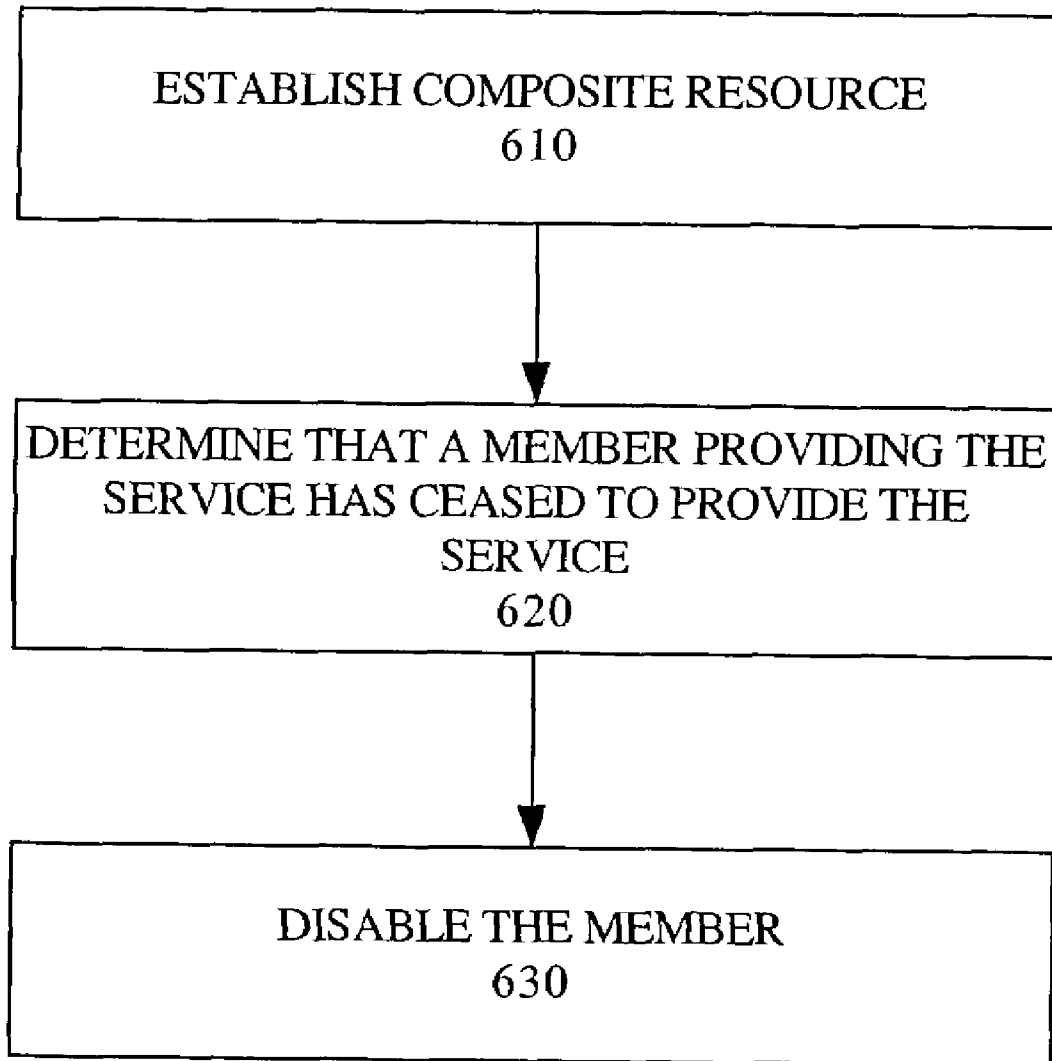 ESTABLISH COMPOSITE RESOURCE
610
DETERMINE THAT A MEMBER PROVIDING THE
SERVICE HAS CEASED TO PROVIDE THE
SERVICE
620
DISABLE THE MEMBER
630